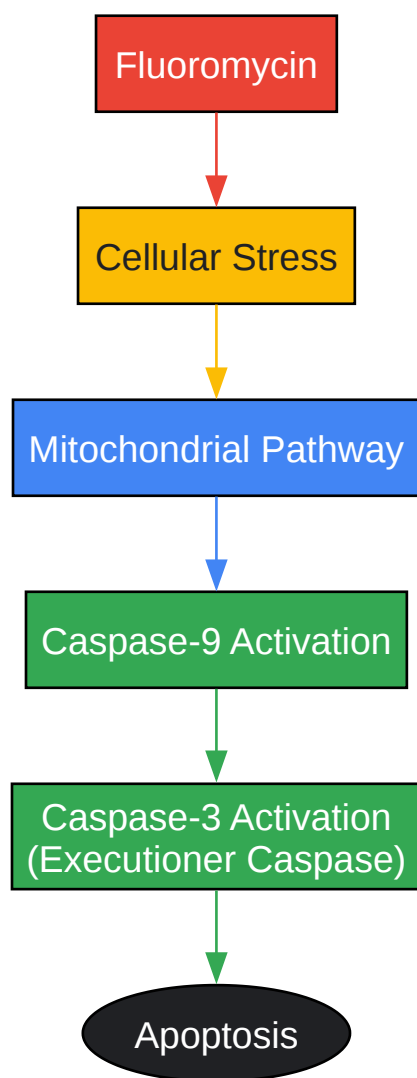 Fluoromycin
Cellular Stress
Mitochondrial Pathway
Caspase-9 Activation
Caspase-3 Activation
(Executioner Caspase)
Apoptosis